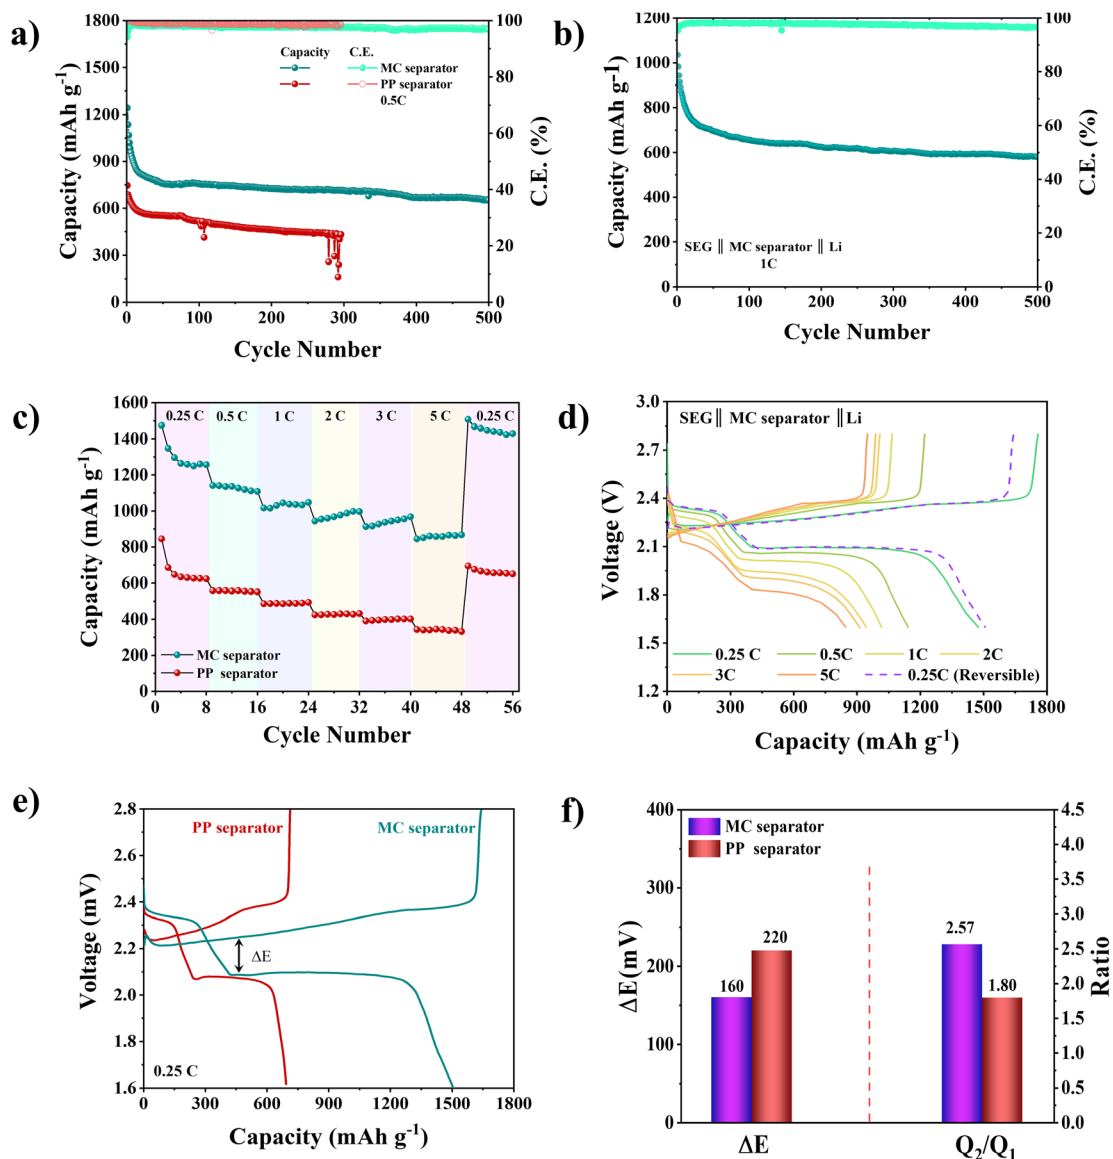 a)
Capacity (mAh g-1)
1800
1500
1200
900
600
300
0
0
100
200
300
400
500
Cycle Number
100
80
60
40
20
0
C.E. (%)
Capacity C.E.
MC separator
PP separator
0.5C
b)
Capacity (mAh g-1)
1200
1000
800
600
400
200
0
0
100
200
300
400
500
Cycle Number
100
80
60
40
20
0
C.E. (%)
SEG || MC separator || Li
1C
c)
Capacity (mAh g-1)
1600
1400
1200
1000
800
600
400
200
0
0.25 C 0.5 C 1 C 2 C 3 C 5 C 0.25 C
MC separator
PP separator
0 8 16 24 32 40 48 56
Cycle Number
d)
SEG || MC separator || Li
Voltage (V)
3.0
2.7
2.4
2.1
1.8
1.5
1.2
0.25 C 0.5C 1C 2C
3C 5C 0.25C (Reversible)
0 300 600 900 1200 1500 1800
Capacity (mAh g-1)
e)
Voltage (mV)
2.8
2.6
2.4
2.2
2.0
1.8
1.6
PP separator MC separator
ΔE
0.25 C
0 300 600 900 1200 1500 1800
Capacity (mAh g-1)
f)
ΔE(mV)
400
300
200
100
0
MC separator
PP separator
160
220
2.57
1.80
4.5
4.0
3.5
3.0
2.5
2.0
1.5
1.0
0.5
0.0
Ratio
ΔE Q2/Q1